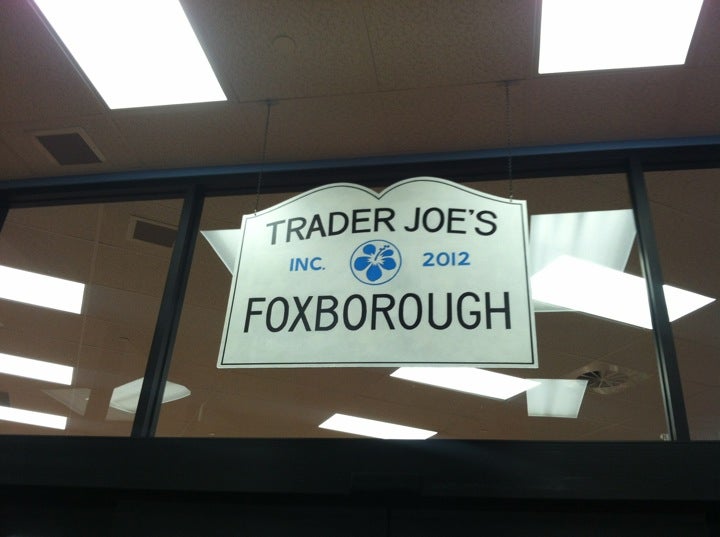 TRADER JOE'S
INC. 2012
FOXBOROUGH